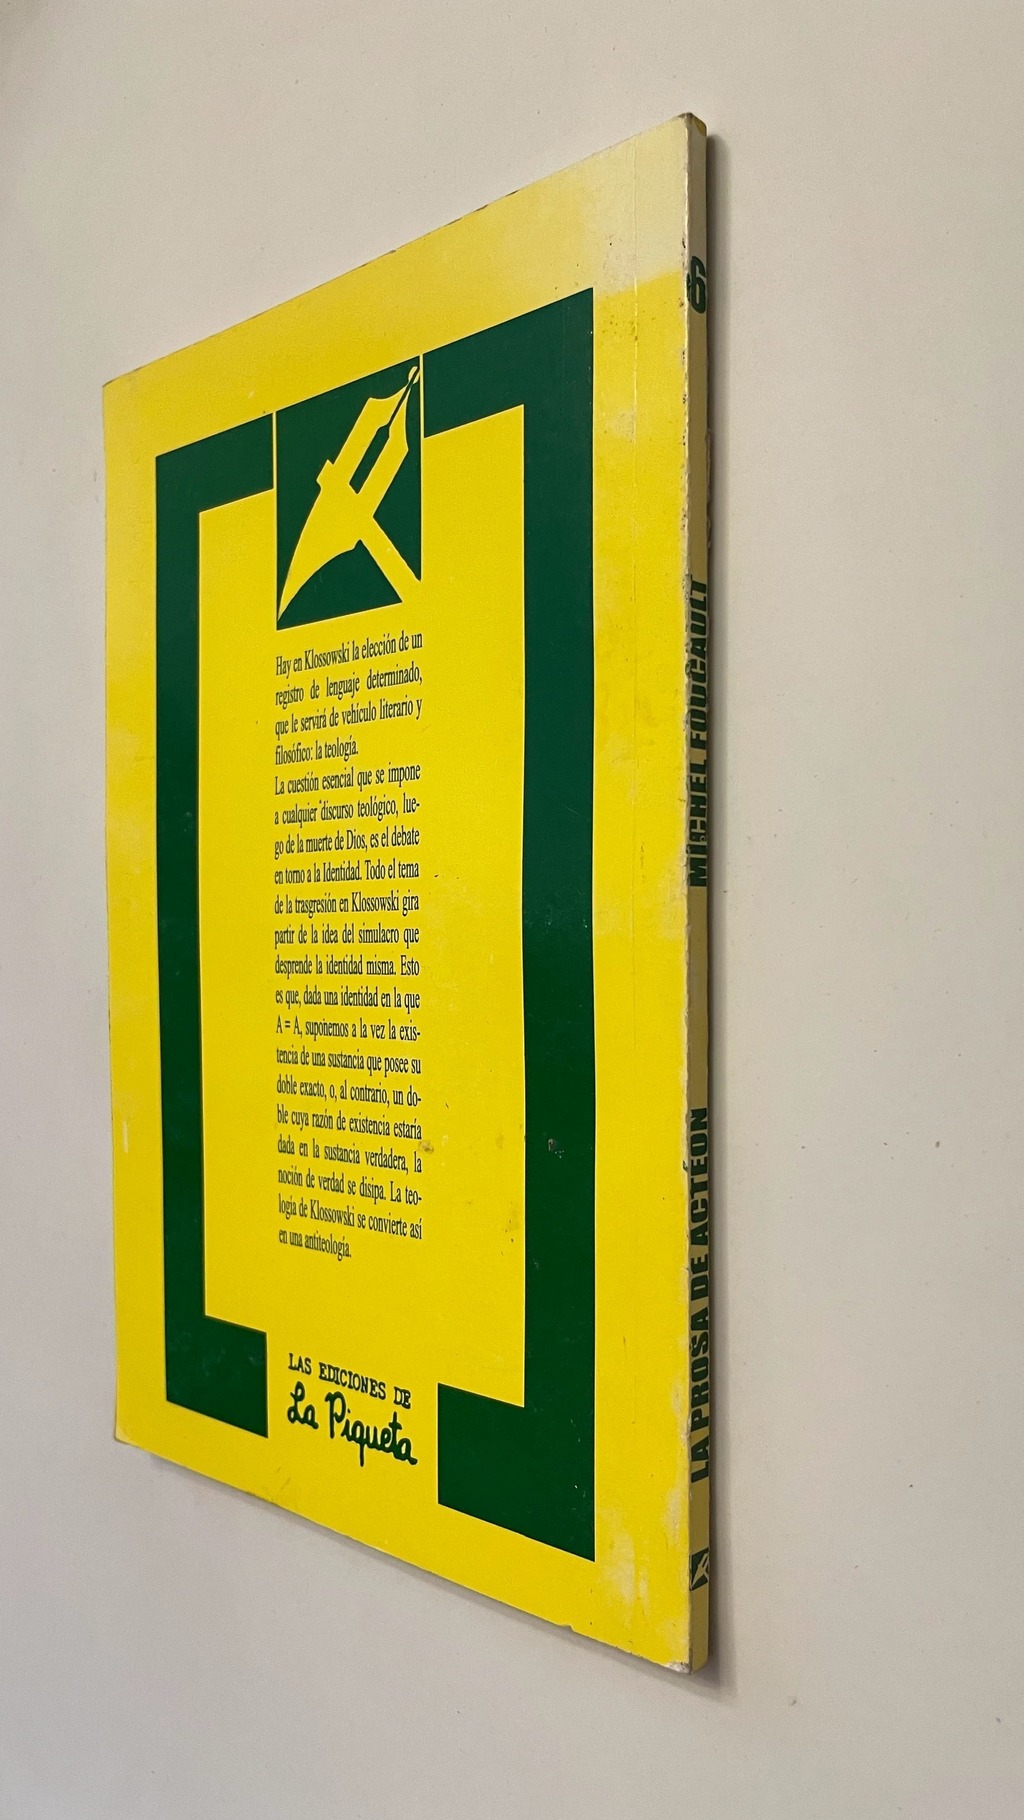 Hay en Klossowski la elección de un
registro de lenguaje determinado,
que le servirá de vehículo literario y
filosófico: la teología.
La cuestión esencial que se impone
a cualquier discurso teológico, lue-
go de la muerte de Dios, es el debate
en torno a la Identidad. Todo el tema
de la trasgresión en Klossowski gira
partir de la idea del simulacro que
desprende la identidad misma. Esto
es que, dada una identidad en la que
A = A, suponemos a la vez la exis-
tencia de una sustancia que posee su
doble exacto, o, al contrario, un do-
ble cuya razón de existencia estaría
dada en la sustancia verdadera, la
noción de verdad se disipa. La teo-
logía de Klossowski se convierte así
en una antiteología.
LAS EDICIONES DE
La Piqueta
LA PROSA DE ACTEÓN MICHEL FOUCAULT 6